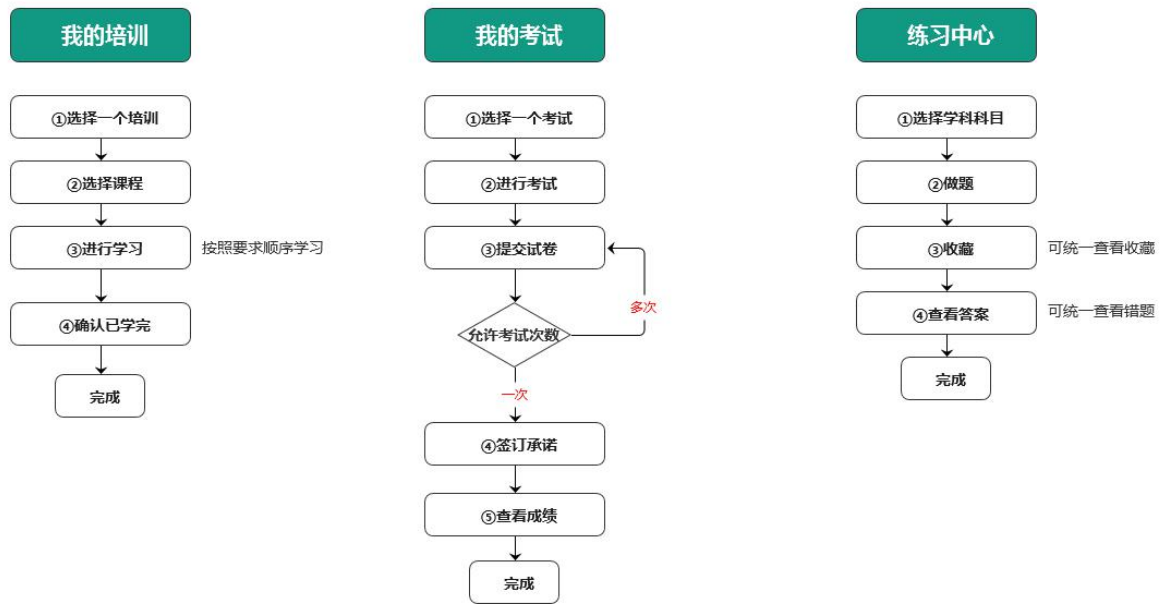 我的培训
①选择一个培训
②选择课程
③进行学习
按照要求顺序学习
④确认已学完
完成
我的考试
①选择一个考试
②进行考试
③提交试卷
多次
允许考试次数
一次
④签订承诺
⑤查看成绩
完成
练习中心
①选择学科科目
②做题
③收藏
可统一查看收藏
④查看答案
可统一查看错题
完成